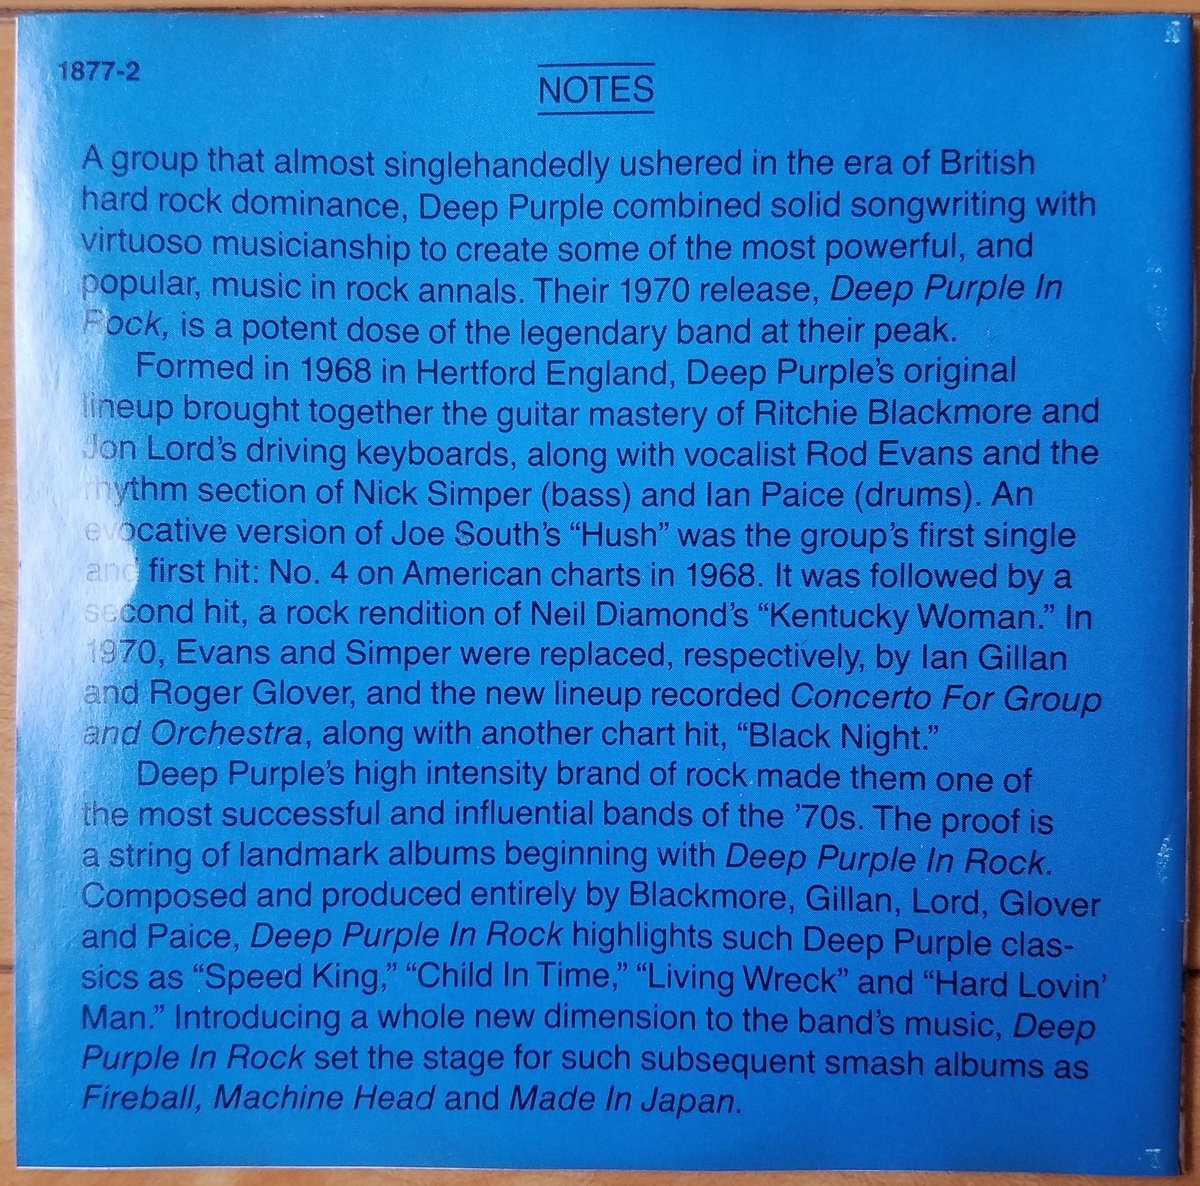 1877-2
NOTES
A group that almost singlehandedly ushered in the era of British
hard rock dominance, Deep Purple combined solid songwriting with
virtuoso musicianship to create some of the most powerful, and
popular, music in rock annals. Their 1970 release, Deep Purple In
Rock, is a potent dose of the legendary band at their peak.
Formed in 1968 in Hertford England, Deep Purple’s original
lineup brought together the guitar mastery of Ritchie Blackmore and
Jon Lord’s driving keyboards, along with vocalist Rod Evans and the
rhythm section of Nick Simper (bass) and Ian Paice (drums). An
evocative version of Joe South’s “Hush” was the group’s first single
and first hit: No. 4 on American charts in 1968. It was followed by a
second hit, a rock rendition of Neil Diamond’s “Kentucky Woman.” In
1970, Evans and Simper were replaced, respectively, by Ian Gillan
and Roger Glover, and the new lineup recorded Concerto For Group
and Orchestra, along with another chart hit, “Black Night.”
Deep Purple’s high intensity brand of rock made them one of
the most successful and influential bands of the ’70s. The proof is
a string of landmark albums beginning with Deep Purple In Rock.
Composed and produced entirely by Blackmore, Gillan, Lord, Glover
and Paice, Deep Purple In Rock highlights such Deep Purple clas-
sics as “Speed King,” “Child In Time,” “Living Wreck” and “Hard Lovin’
Man.” Introducing a whole new dimension to the band’s music, Deep
Purple In Rock set the stage for such subsequent smash albums as
Fireball, Machine Head and Made In Japan.